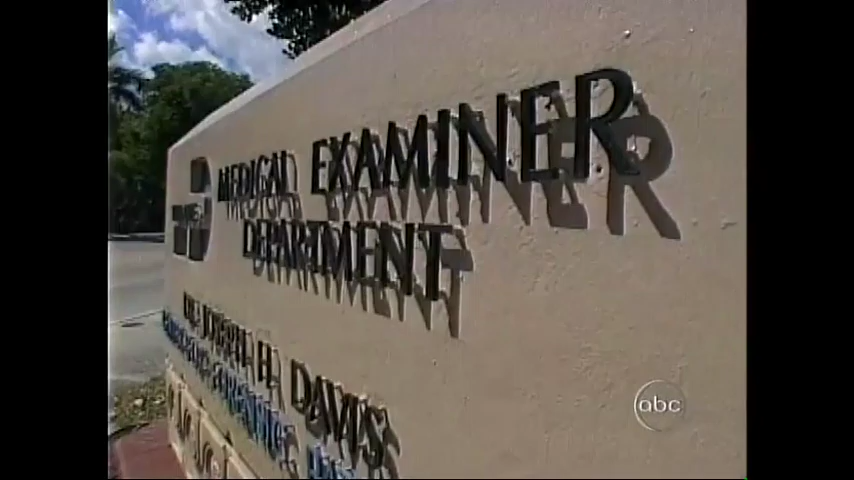 MEDICAL EXAMINER
DEPARTMENT
DR. JOSEPH H. DAVIS
abc